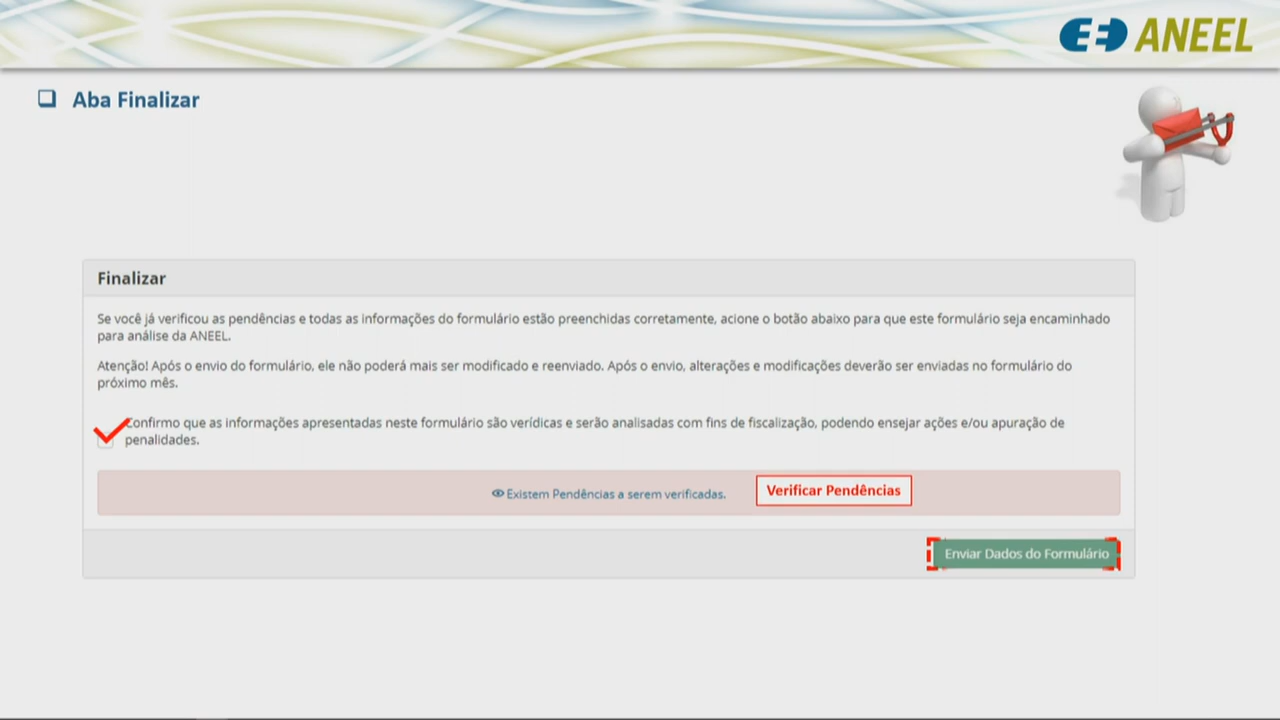 ANEEL
Aba Finalizar
Finalizar
Se você já verificou as pendências e todas as informações do formulário estão preenchidas corretamente, acione o botão abaixo para que este formulário seja encaminhado
para análise da ANEEL.
Atenção! Após o envio do formulário, ele não poderá mais ser modificado e reenviado. Após o envio, alterações e modificações deverão ser enviadas no formulário do
próximo mês.
Confirmo que as informações apresentadas neste formulário são verídicas e serão analisadas com fins de fiscalização, podendo ensejar ações e/ou apuração de
penalidades.
Existem Pendências a serem verificadas. Verificar Pendências
Enviar Dados do Formulário